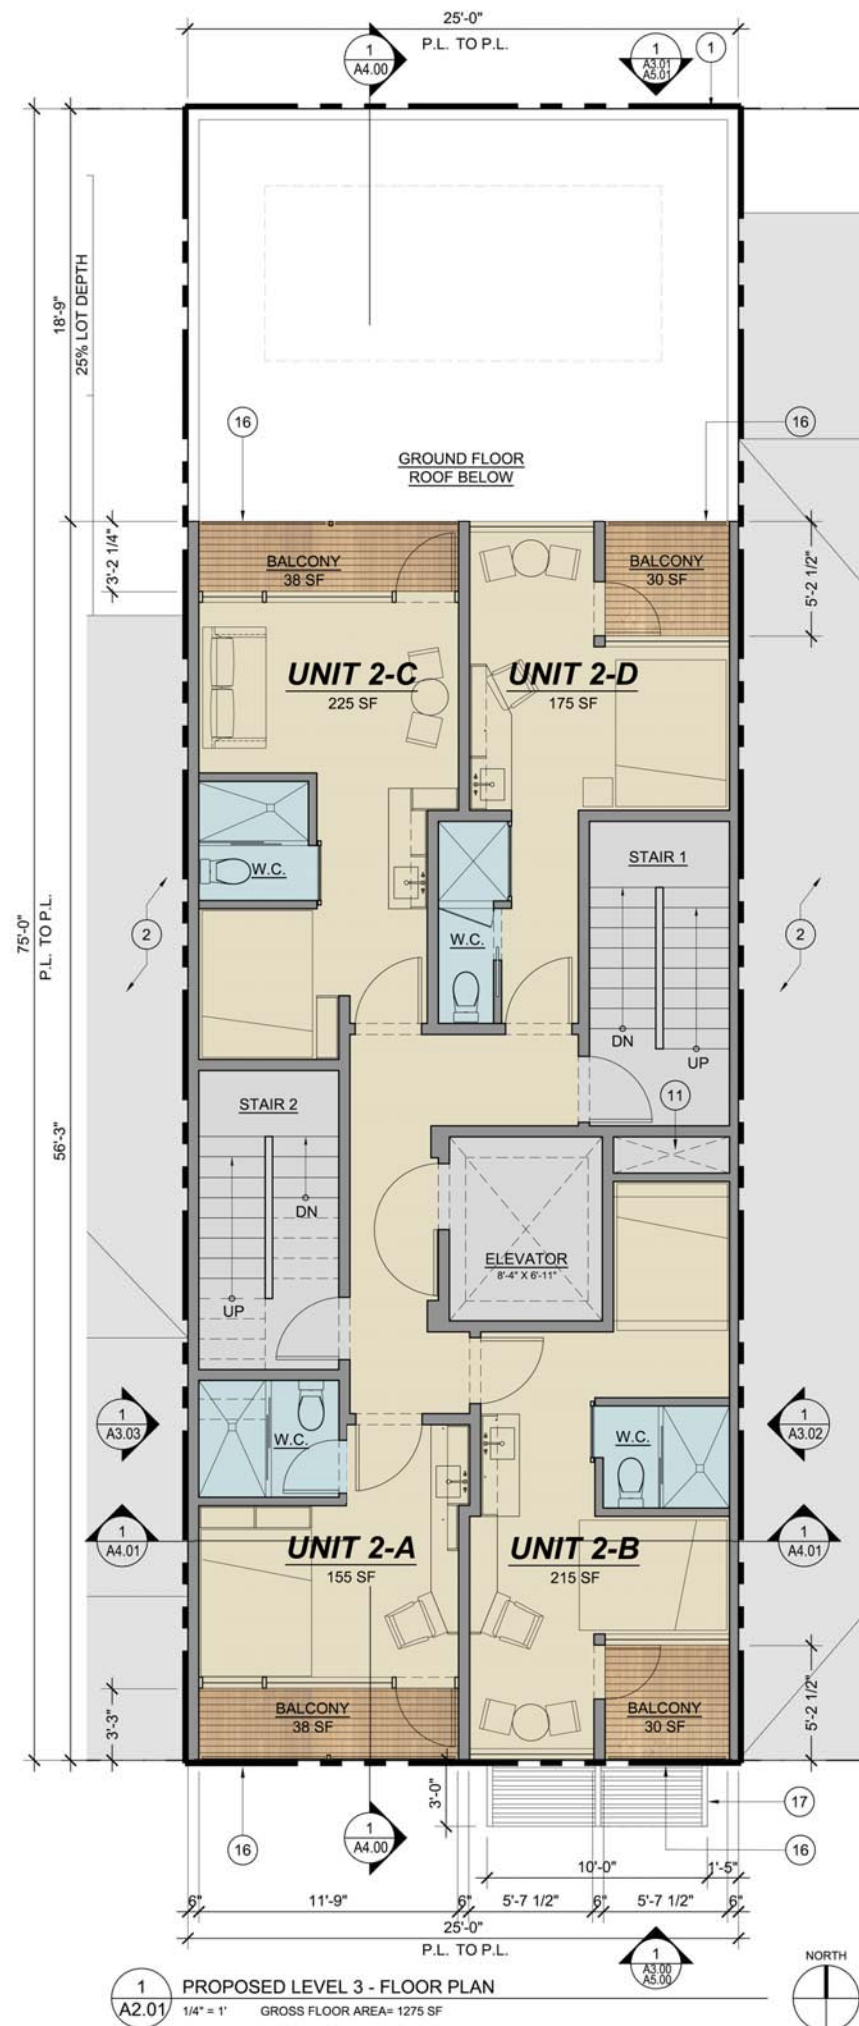 25'-0"
P.L. TO P.L.
1
A4.00
1
A3.01
A5.01
1
18'-9"
25% LOT DEPTH
16
16
GROUND FLOOR
ROOF BELOW
3'-2 1/4"
BALCONY
38 SF
BALCONY
30 SF
5'-2 1/2"
UNIT 2-C
225 SF
UNIT 2-D
175 SF
STAIR 1
W.C.
W.C.
2
2
75'-0"
P.L. TO P.L.
DN
UP
11
STAIR 2
56'-3"
DN
UP
ELEVATOR
8'-4" X 6'-11"
1
A3.03
W.C.
W.C.
1
A3.02
1
A4.01
UNIT 2-A
155 SF
UNIT 2-B
215 SF
1
A4.01
3'-3"
BALCONY
38 SF
BALCONY
30 SF
5'-2 1/2"
3'-0"
17
16
1
A4.00
16
10'-0"
1'-5"
6"
11'-9"
6"
5'-7 1/2"
6"
5'-7 1/2"
6"
25'-0"
P.L. TO P.L.
1
A3.00
A5.00
NORTH
1
A2.01
PROPOSED LEVEL 3 - FLOOR PLAN
1/4" = 1' GROSS FLOOR AREA= 1275 SF